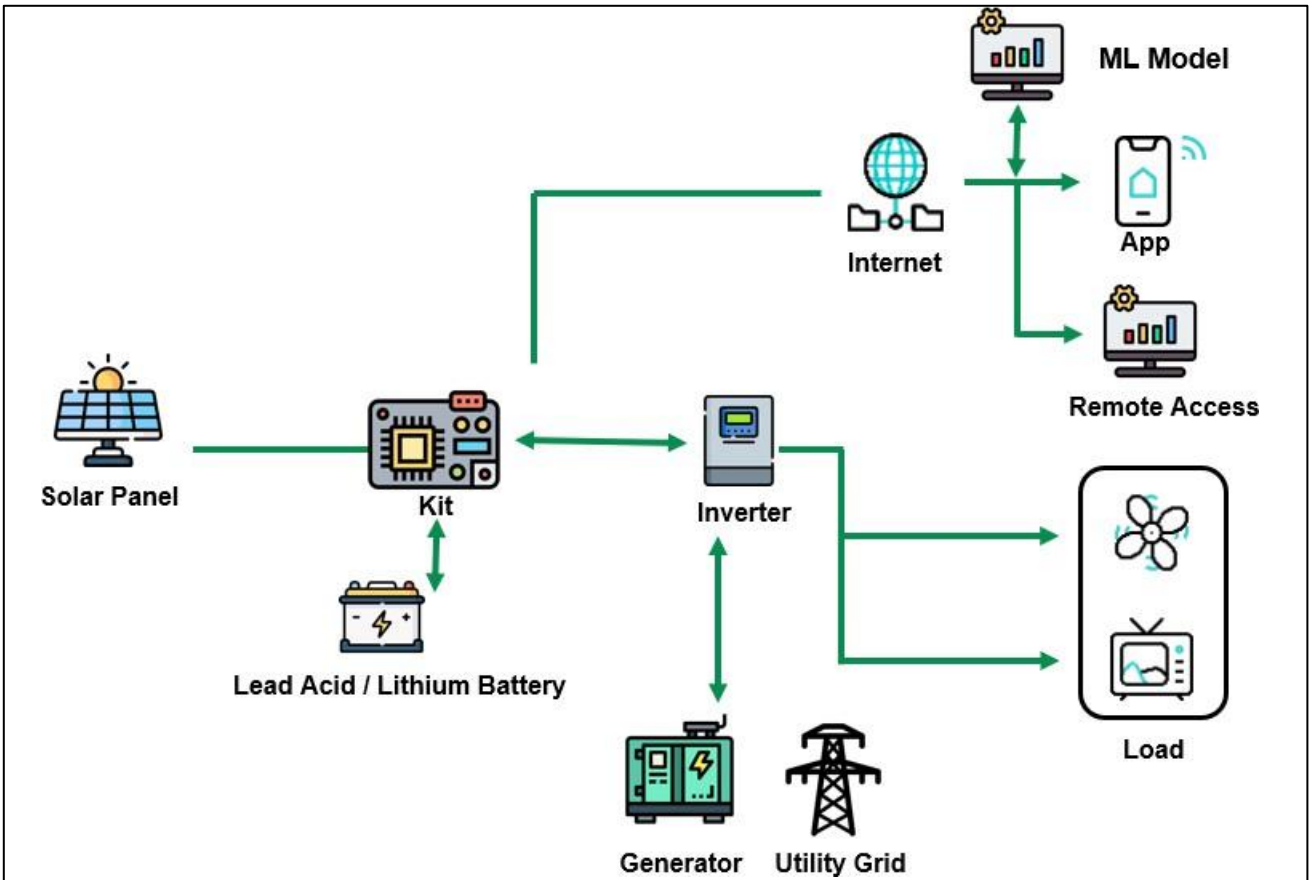 ML Model
App
Internet
Remote Access
Solar Panel
Kit
Inverter
Lead Acid / Lithium Battery
Load
Generator
Utility Grid